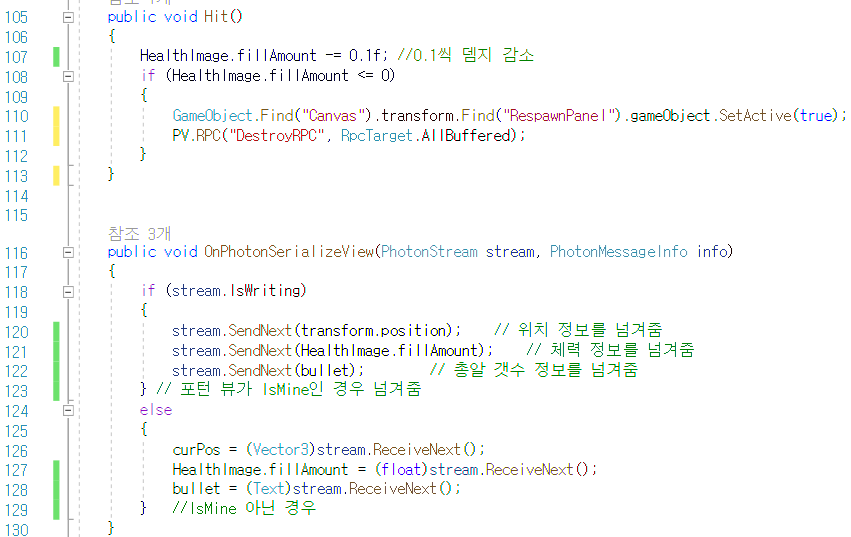 105 public void Hit()
106 {
107 HealthImage.fillAmount -= 0.1f; //0.1씩 뎀지 감소
108 if (HealthImage.fillAmount <= 0)
109 {
110 GameObject.Find("Canvas").transform.Find("RespawnPanel").gameObject.SetActive(true);
111 PV.RPC("DestroyRPC", RpcTarget.AllBuffered);
112 }
113 }
114
115
참조 3개
116 public void OnPhotonSerializeView(PhotonStream stream, PhotonMessageInfo info)
117 {
118 if (stream.IsWriting)
119 {
120 stream.SendNext(transform.position); // 위치 정보를 넘겨줌
121 stream.SendNext(HealthImage.fillAmount); // 체력 정보를 넘겨줌
122 stream.SendNext(bullet); // 총알 갯수 정보를 넘겨줌
123 } // 포턴 뷰가 IsMine인 경우 넘겨줌
124 else
125 {
126 curPos = (Vector3)stream.ReceiveNext();
127 HealthImage.fillAmount = (float)stream.ReceiveNext();
128 bullet = (Text)stream.ReceiveNext();
129 } //IsMine 아닌 경우
130 }